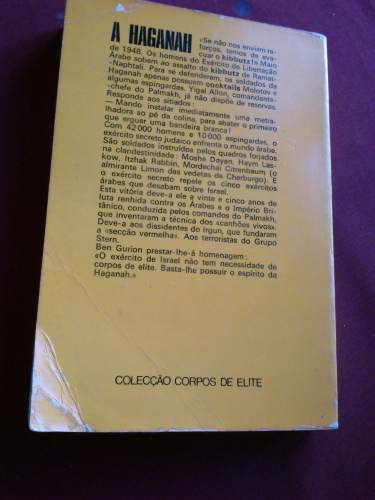 A HAGANAH
«Se não nos enviam re-
forços, temos de eva-
cuar o kibbutz!» Maio
de 1948. Os homens do Exército da Libertação
Árabe sobem ao assalto do kibbutz de Ramat-
-Naphtali. Para se defenderem, os soldados da
Haganah apenas possuem cocktails Molotov e
algumas espingardas. Yigal Allon, comandante-
-chefe do Palmakh, já não dispõe de reservas.
Responde aos sitiados:
— Mando instalar imediatamente uma metra-
lhadora ao pé da colina, para abater o primeiro
que erguer uma bandeira branca!
Com 42 000 homens e 10 000 espingardas, o
exército secreto judaico enfrenta o mundo árabe.
São soldados instruídos pelos quadros forjados
na clandestinidade: Moshe Dayan, Haym Las-
kow, Itzhak Rabbin, Mordechai Citrenbaum (o
almirante Limon das vedetas de Cherburgo). E
o exército secreto repele os cinco exércitos
árabes que desabam sobre Israel.
Esta vitória deve-a ele a vinte e cinco anos de
luta renhida contra os Árabes e o Império Bri-
tânico, conduzida pelos comandos do Palmakh,
que inventaram a técnica dos «canhões vivos».
Deve-a aos dissidentes do Irgun, que fundaram
a «secção vermelha». Aos terroristas do Grupo
Stern.
Ben Gurion prestar-lhe-á homenagem:
«O exército de Israel não tem necessidade de
corpos de elite. Basta-lhe possuir o espírito da
Haganah.»
COLECÇÃO CORPOS DE ELITE